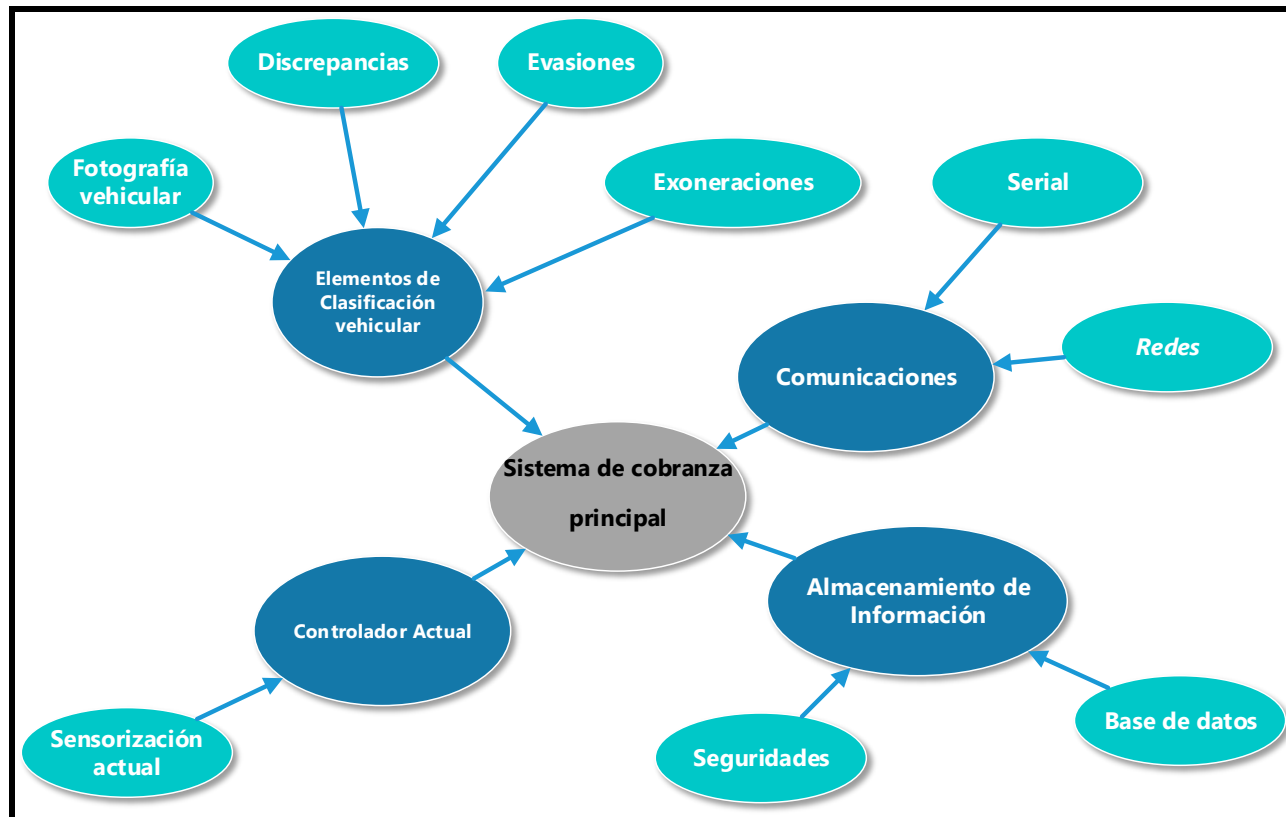 Discrepancias
Evasiones
Fotografía
vehicular
Exoneraciones
Serial
Elementos de
Clasificación
vehicular
Redes
Comunicaciones
Sistema de cobranza
principal
Almacenamiento de
Información
Controlador Actual
Sensorización
actual
Seguridades
Base de datos